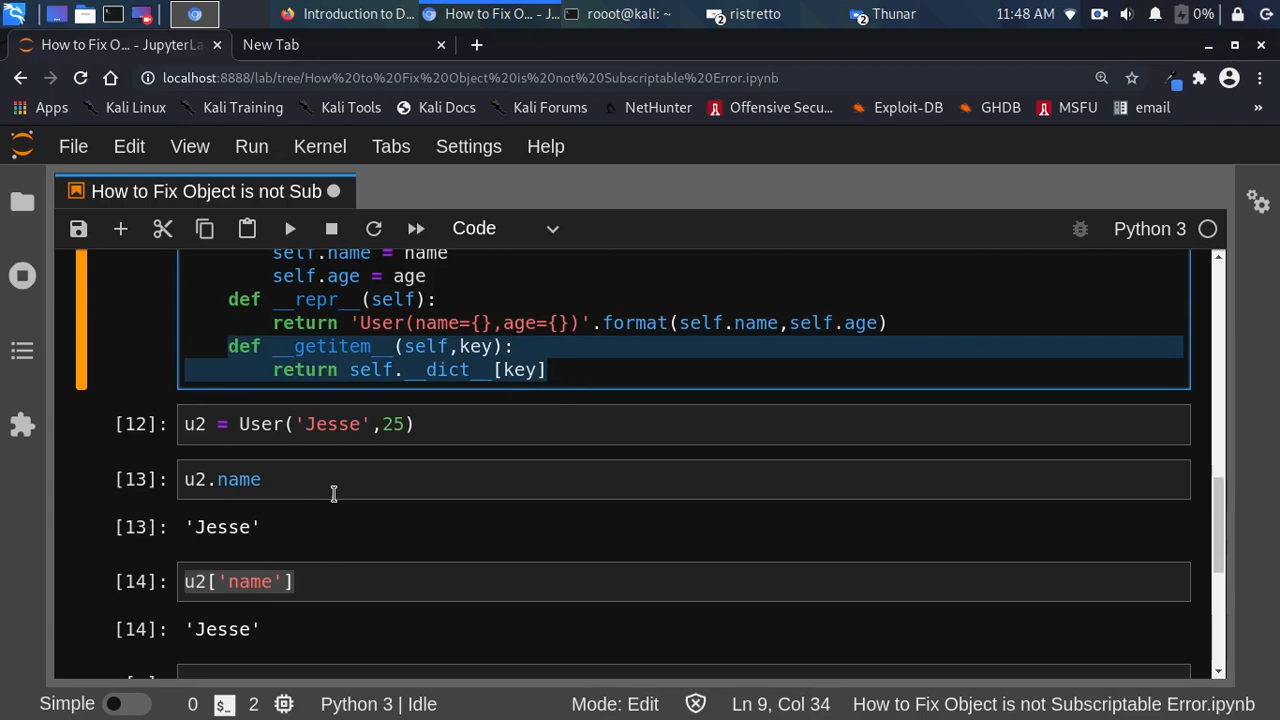 Introduction to D...
How to Fix O... - J...
rooot@kali: ~
ristretto
Thunar
11:48 AM
0%
How to Fix O... - JupyterLa
New Tab
localhost:8888/lab/tree/How%20to%20Fix%20Object%20is%20not%20Subscriptable%20Error.ipynb
Apps
Kali Linux
Kali Training
Kali Tools
Kali Docs
Kali Forums
NetHunter
Offensive Secu...
Exploit-DB
GHDB
MSFU
email
»
File
Edit
View
Run
Kernel
Tabs
Settings
Help
How to Fix Object is not Sub
Code
Python 3
self.name = name
self.age = age
def __repr__(self):
return 'User(name={},age={})'.format(self.name,self.age)
def __getitem__(self,key):
return self.__dict__[key]
[12]: u2 = User('Jesse',25)
[13]: u2.name
[13]: 'Jesse'
[14]: u2['name']
[14]: 'Jesse'
Simple
0
2
Python 3 | Idle
Mode: Edit
Ln 9, Col 34
How to Fix Object is not Subscriptable Error.ipynb